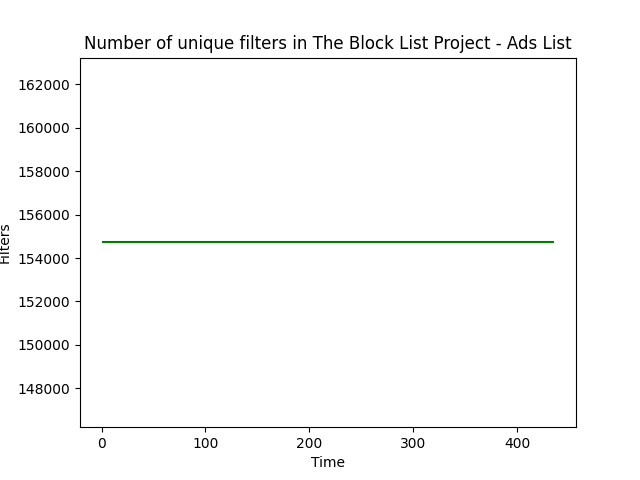 Number of unique filters in The Block List Project - Ads List
162000
160000
158000
156000
154000
152000
150000
148000
Filters
0 100 200 300 400
Time